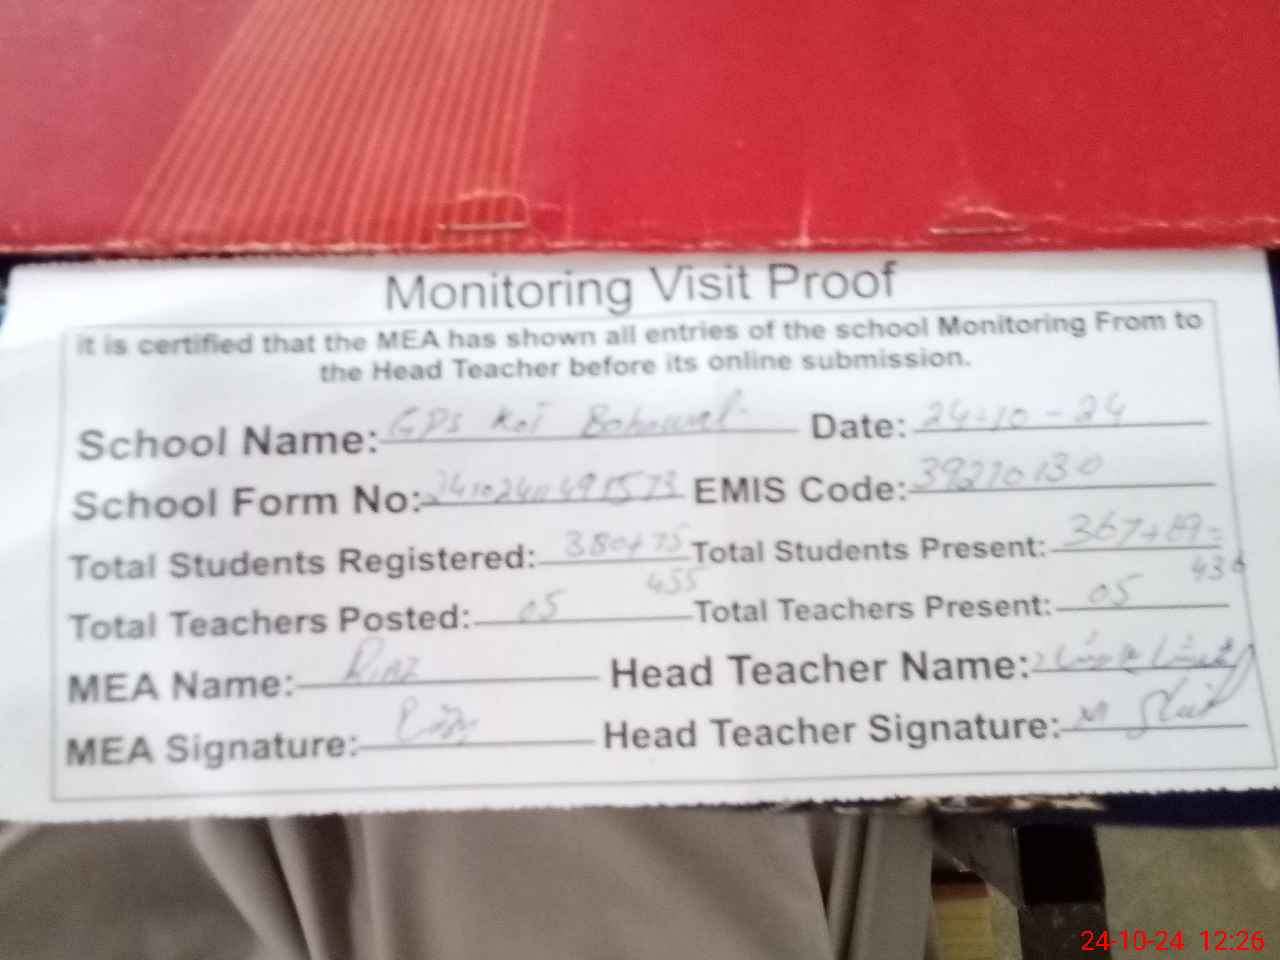 Monitoring Visit Proof
it is certified that the MEA has shown all entries of the school Monitoring From to
the Head Teacher before its online submission.
School Name: GPS Kot Bahawal Date: 24-10-24
School Form No: EMIS Code: 39210130
Total Students Registered: 380+75 Total Students Present: 367+69=
455 436
Total Teachers Posted: 05 Total Teachers Present: 05
MEA Name: Riaz Head Teacher Name:
MEA Signature: Head Teacher Signature:
24-10-24 12:26